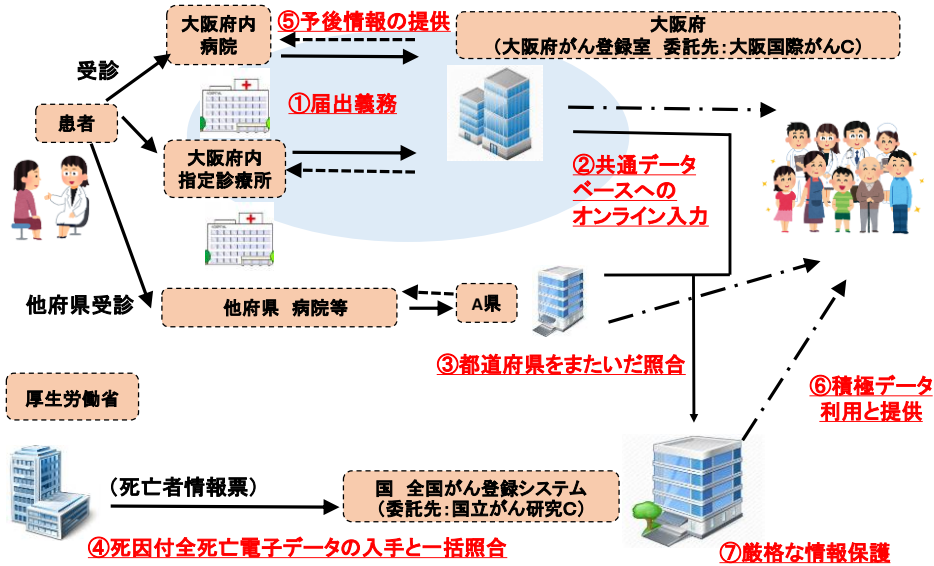 大阪府内
病院
⑤予後情報の提供
大阪府
（大阪府がん登録室 委託先：大阪国際がんC）
受診
①届出義務
患者
大阪府内
指定診療所
②共通データ
ベースへの
オンライン入力
他府県受診
他府県 病院等
A県
③都道府県をまたいだ照合
厚生労働省
⑥積極データ
利用と提供
（死亡者情報票）
国 全国がん登録システム
（委託先：国立がん研究C）
④死因付全死亡電子データの入手と一括照合
⑦厳格な情報保護